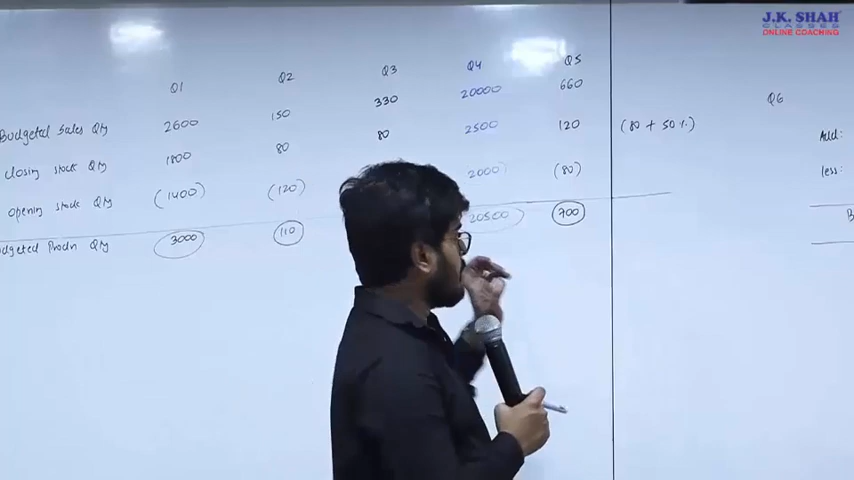 J.K. SHAH
CLASSES
ONLINE COACHING
Q1 Q2 Q3 Q4 Q5 Q6
Budgeted Sales Qty 2600 150 330 20000 660
Closing stock Qty 1800 80 80 2500 120 (80 + 50%) Add:
Opening stock Qty (1400) (120) 2000) (80) less:
dgeted Prodn Qty 3000 110 20500 700 B